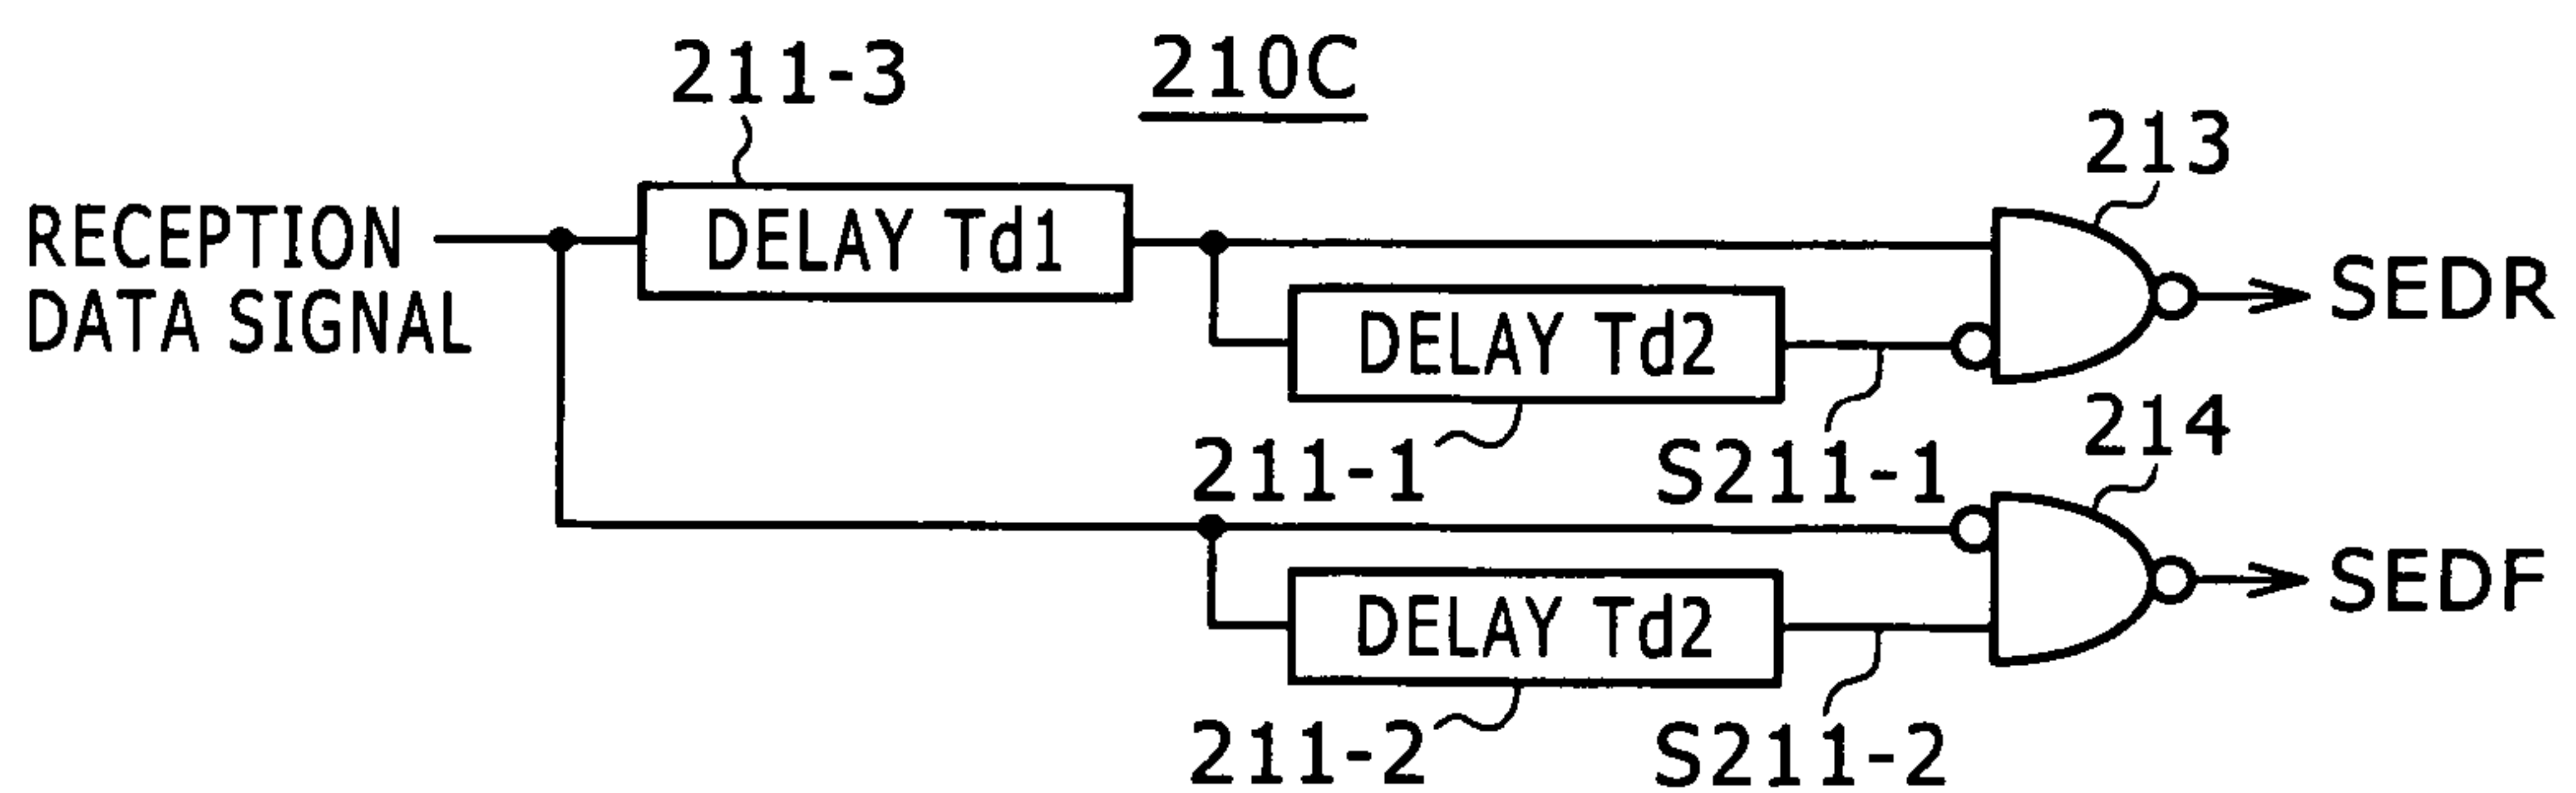 211-3
210C
213
RECEPTION
DATA SIGNAL
DELAY Td1
SEDR
DELAY Td2
211-1
S211-1
214
SEDF
DELAY Td2
211-2
S211-2